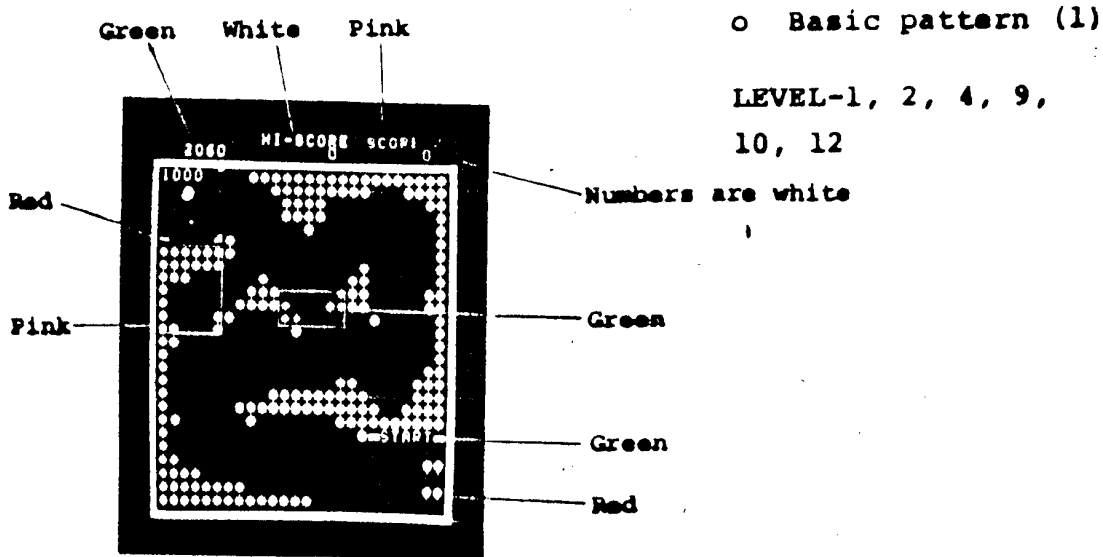 o Basic pattern (1)
Green White Pink
LEVEL-1, 2, 4, 9,
10, 12
HI-SCORE SCORE
2060 0 0
1000
Numbers are white
Red
Pink
Green
START
Green
Red